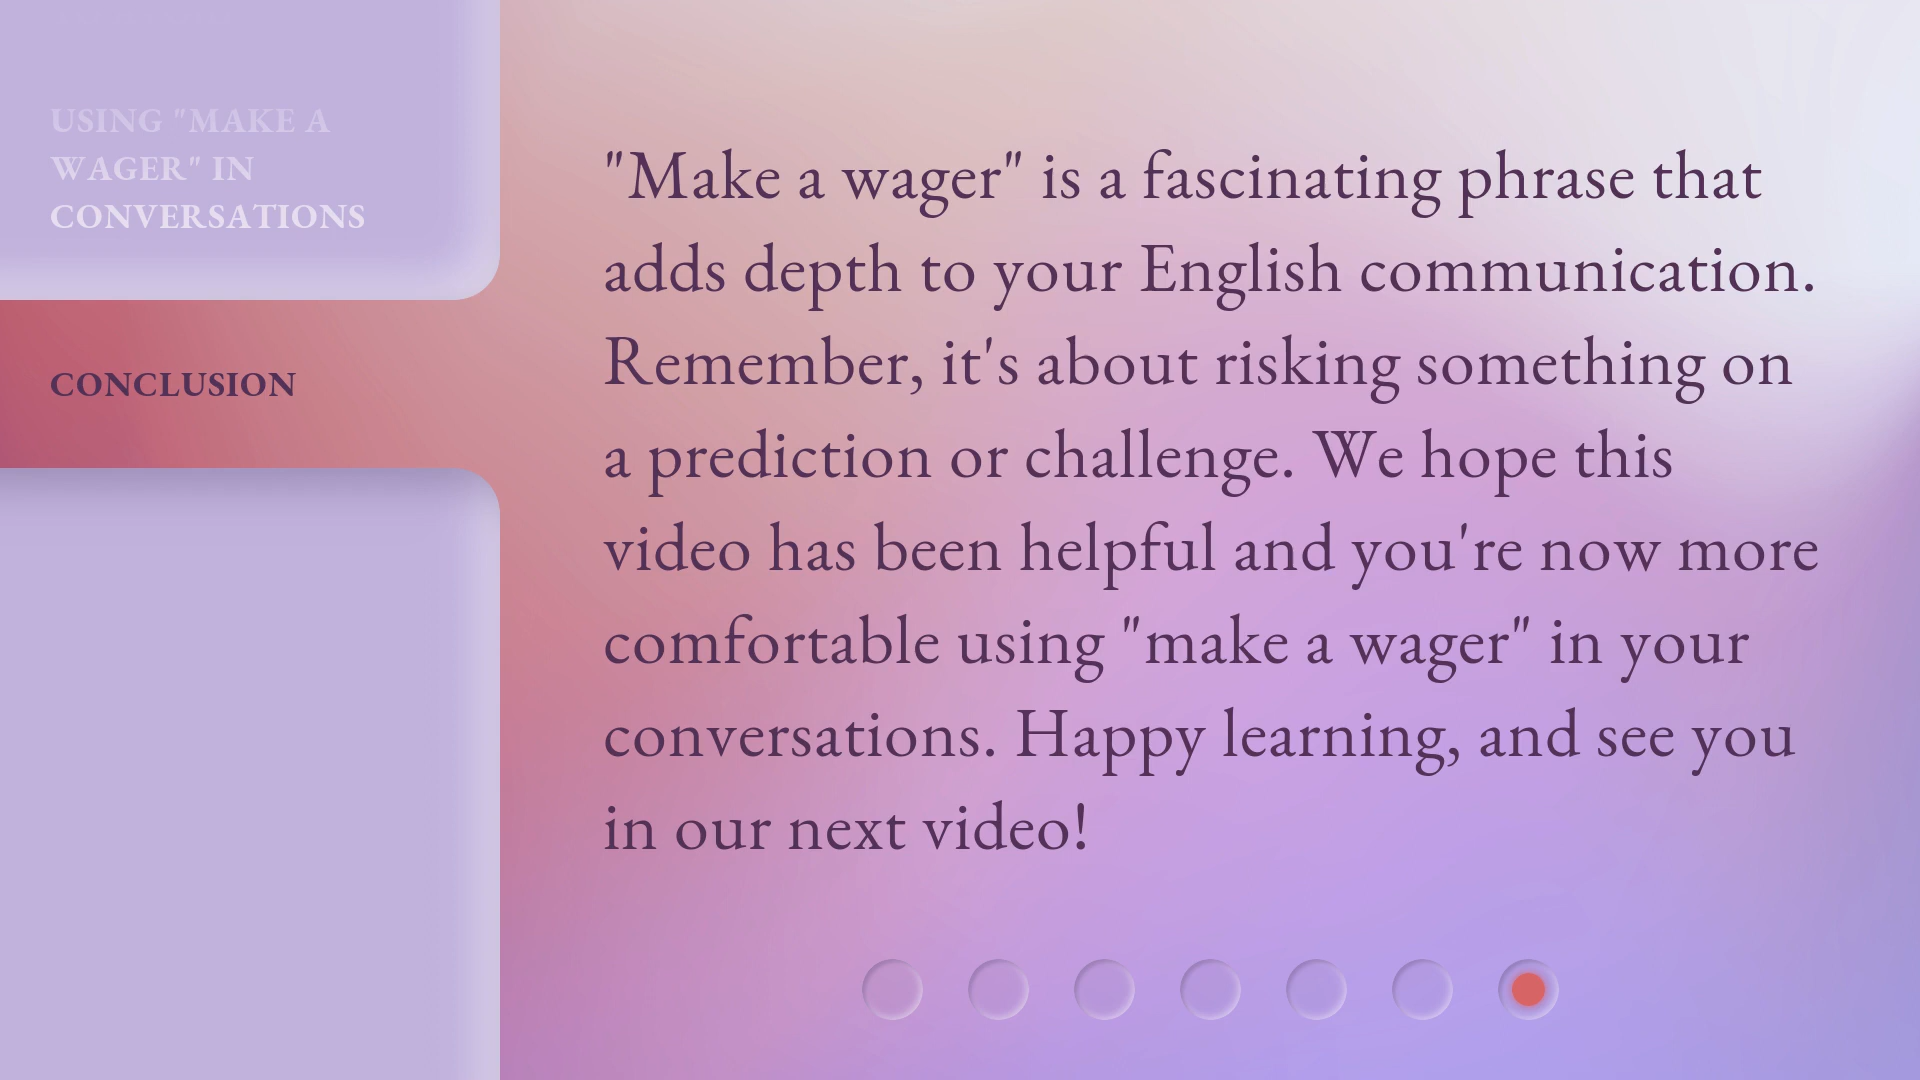 USING "MAKE A
WAGER" IN
CONVERSATIONS
CONCLUSION
"Make a wager" is a fascinating phrase that
adds depth to your English communication.
Remember, it's about risking something on
a prediction or challenge. We hope this
video has been helpful and you're now more
comfortable using "make a wager" in your
conversations. Happy learning, and see you
in our next video!